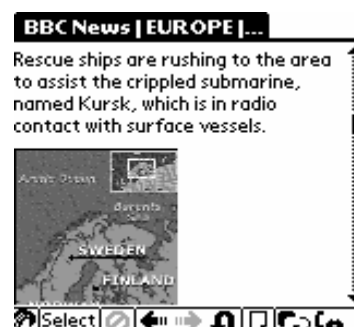 BBC News | EUROPE |...
Rescue ships are rushing to the area
to assist the crippled submarine,
named Kursk, which is in radio
contact with surface vessels.
Arctic Ocean
Barents
Sea
SWEDEN
FINLAND
Select